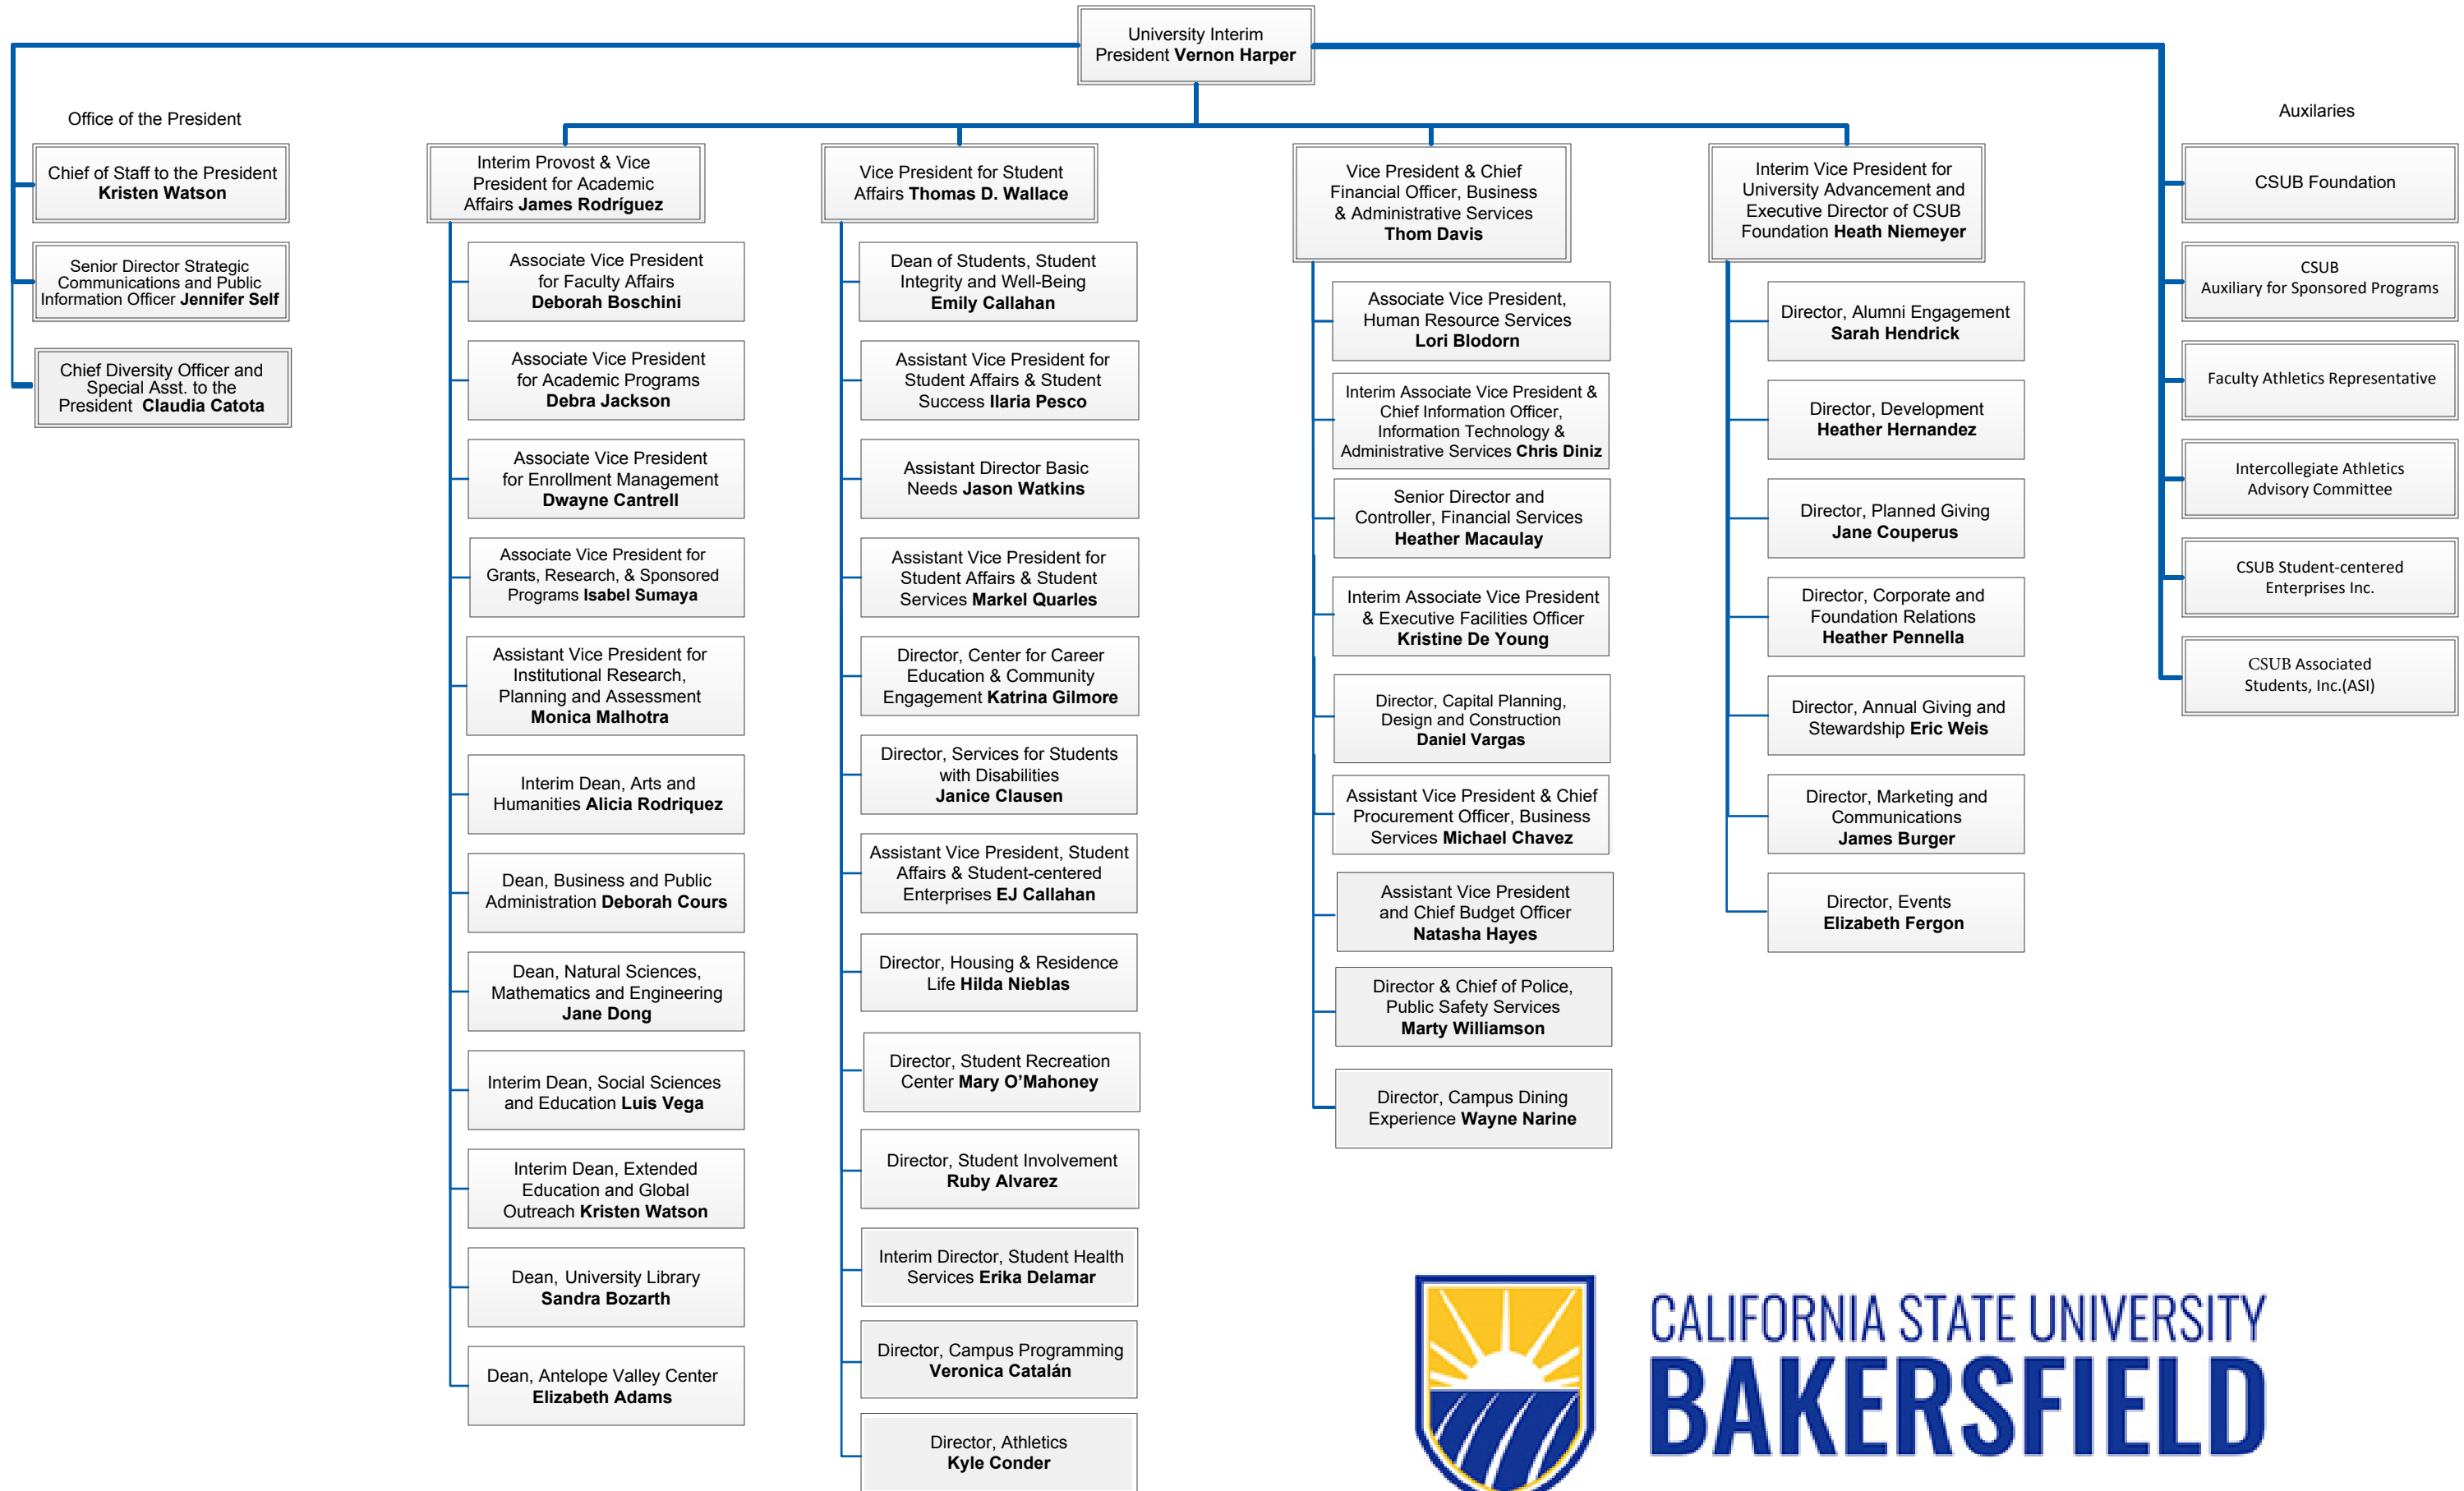 University Interim
President Vernon Harper
Office of the President
Chief of Staff to the President
Kristen Watson
Senior Director Strategic
Communications and Public
Information Officer Jennifer Self
Chief Diversity Officer and
Special Asst. to the
President Claudia Catota
Interim Provost & Vice
President for Academic
Affairs James Rodríguez
Associate Vice President
for Faculty Affairs
Deborah Boschini
Associate Vice President
for Academic Programs
Debra Jackson
Associate Vice President
for Enrollment Management
Dwayne Cantrell
Associate Vice President for
Grants, Research, & Sponsored
Programs Isabel Sumaya
Assistant Vice President for
Institutional Research,
Planning and Assessment
Monica Malhotra
Interim Dean, Arts and
Humanities Alicia Rodriquez
Dean, Business and Public
Administration Deborah Cours
Dean, Natural Sciences,
Mathematics and Engineering
Jane Dong
Interim Dean, Social Sciences
and Education Luis Vega
Interim Dean, Extended
Education and Global
Outreach Kristen Watson
Dean, University Library
Sandra Bozarth
Dean, Antelope Valley Center
Elizabeth Adams
Vice President for Student
Affairs Thomas D. Wallace
Dean of Students, Student
Integrity and Well-Being
Emily Callahan
Assistant Vice President for
Student Affairs & Student
Success Ilaria Pesco
Assistant Director Basic
Needs Jason Watkins
Assistant Vice President for
Student Affairs & Student
Services Markel Quarles
Director, Center for Career
Education & Community
Engagement Katrina Gilmore
Director, Services for Students
with Disabilities
Janice Clausen
Assistant Vice President, Student
Affairs & Student-centered
Enterprises EJ Callahan
Director, Housing & Residence
Life Hilda Nieblas
Director, Student Recreation
Center Mary O’Mahoney
Director, Student Involvement
Ruby Alvarez
Interim Director, Student Health
Services Erika Delamar
Director, Campus Programming
Veronica Catalán
Director, Athletics
Kyle Conder
Vice President & Chief
Financial Officer, Business
& Administrative Services
Thom Davis
Associate Vice President,
Human Resource Services
Lori Blodorn
Interim Associate Vice President &
Chief Information Officer,
Information Technology &
Administrative Services Chris Diniz
Senior Director and
Controller, Financial Services
Heather Macaulay
Interim Associate Vice President
& Executive Facilities Officer
Kristine De Young
Director, Capital Planning,
Design and Construction
Daniel Vargas
Assistant Vice President & Chief
Procurement Officer, Business
Services Michael Chavez
Assistant Vice President
and Chief Budget Officer
Natasha Hayes
Director & Chief of Police,
Public Safety Services
Marty Williamson
Director, Campus Dining
Experience Wayne Narine
Interim Vice President for
University Advancement and
Executive Director of CSUB
Foundation Heath Niemeyer
Director, Alumni Engagement
Sarah Hendrick
Director, Development
Heather Hernandez
Director, Planned Giving
Jane Couperus
Director, Corporate and
Foundation Relations
Heather Pennella
Director, Annual Giving and
Stewardship Eric Weis
Director, Marketing and
Communications
James Burger
Director, Events
Elizabeth Fergon
Auxilaries
CSUB Foundation
CSUB
Auxiliary for Sponsored Programs
Faculty Athletics Representative
Intercollegiate Athletics
Advisory Committee
CSUB Student-centered
Enterprises Inc.
CSUB Associated
Students, Inc.(ASI)
CALIFORNIA STATE UNIVERSITY
BAKERSFIELD